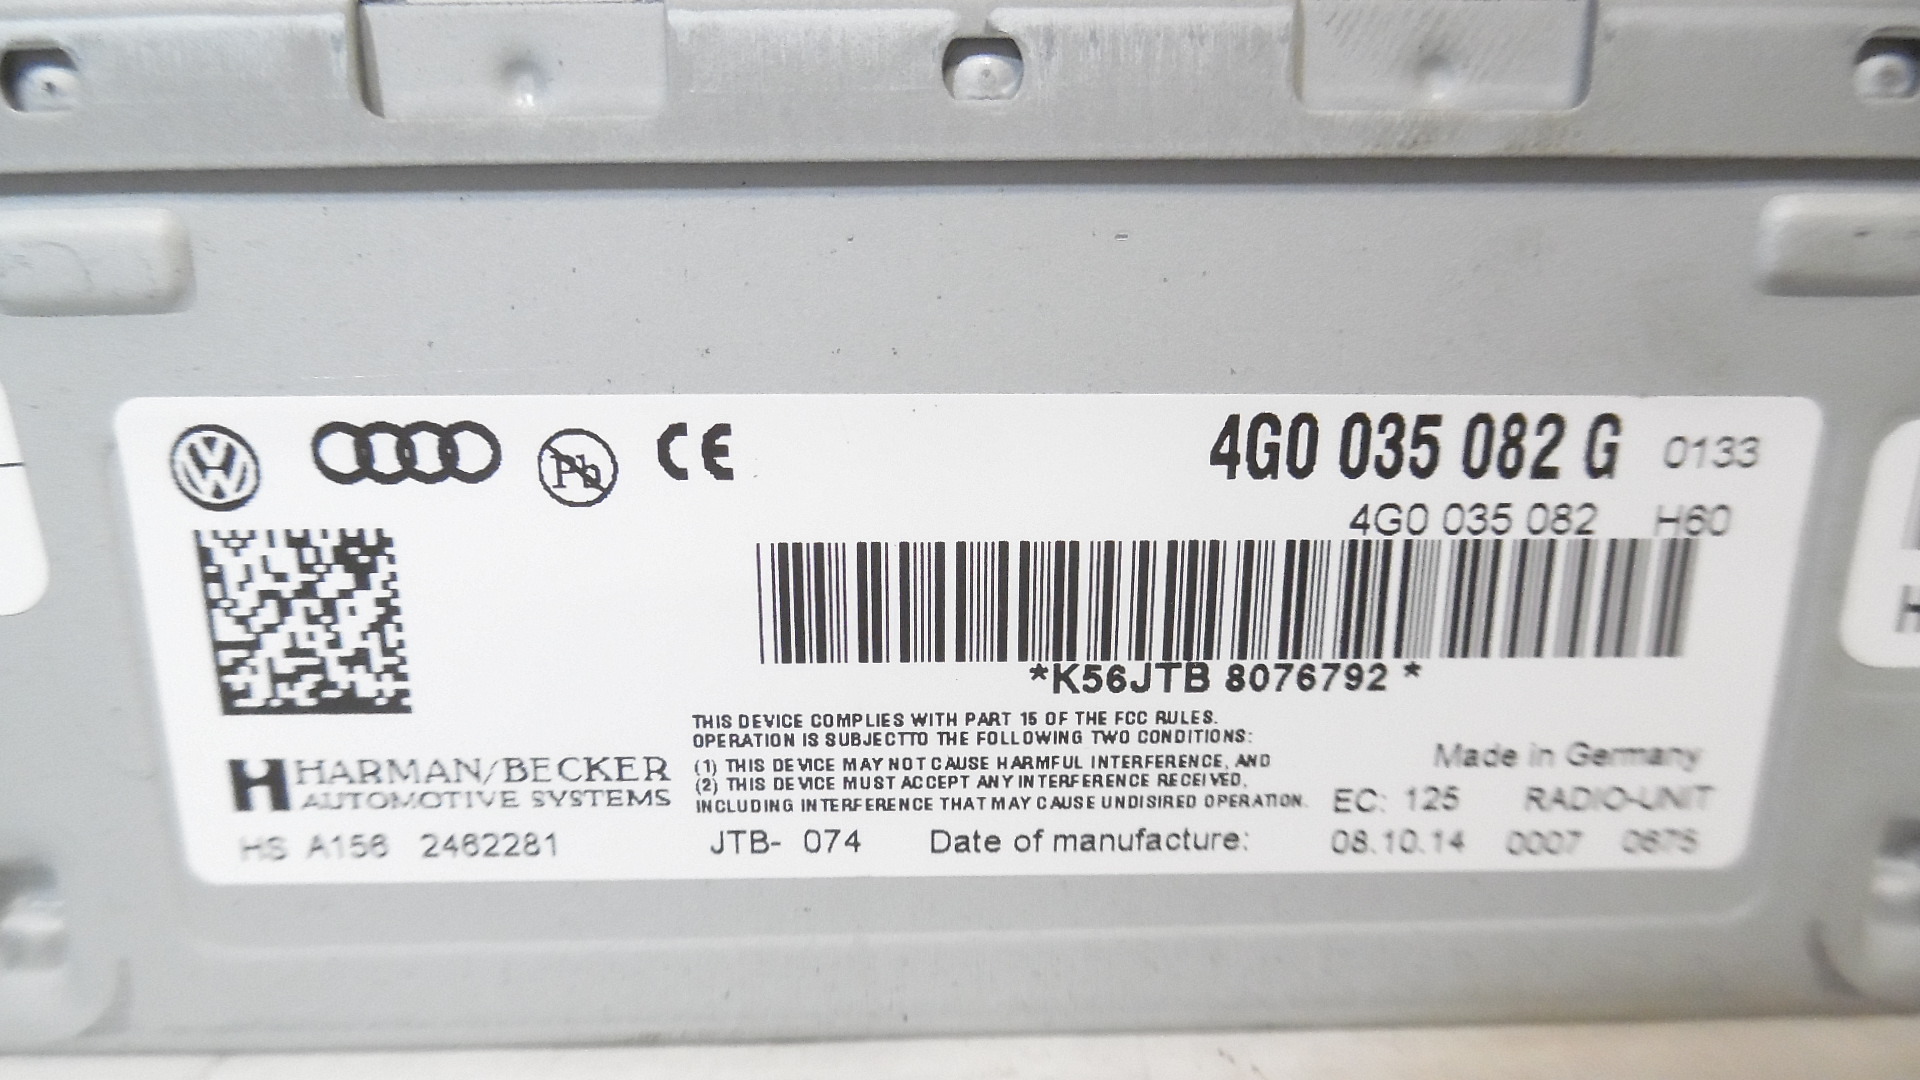 Pb CE
4G0 035 082 G 0133
4G0 035 082 H60
*K56JTB 8076792*
THIS DEVICE COMPLIES WITH PART 15 OF THE FCC RULES.
OPERATION IS SUBJECTTO THE FOLLOWING TWO CONDITIONS:
(1) THIS DEVICE MAY NOT CAUSE HARMFUL INTERFERENCE, AND
(2) THIS DEVICE MUST ACCEPT ANY INTERFERENCE RECEIVED,
INCLUDING INTERFERENCE THAT MAY CAUSE UNDISIRED OPERATION.
Made in Germany
EC: 125 RADIO-UNIT
H HARMAN/BECKER
AUTOMOTIVE SYSTEMS
HS A156 2462281 JTB- 074 Date of manufacture: 08.10.14 0007 0675